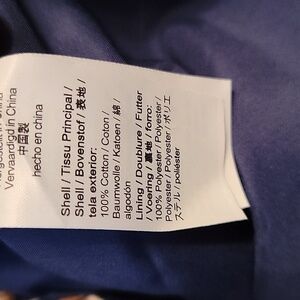 Vervaardigd in China
中国製
hecho en china
Shell / Tissu Principal /
Shell / Bovenstof / 表地 /
tela exterior:
100% Cotton / Coton /
Baumwolle / Katoen / 綿 /
algodón
Lining / Doublure / Futter
/ Voering / 裏地 / forro:
100% Polyester / Polyester /
Polyester / Polyester / ポリエ
ステル / poliéster